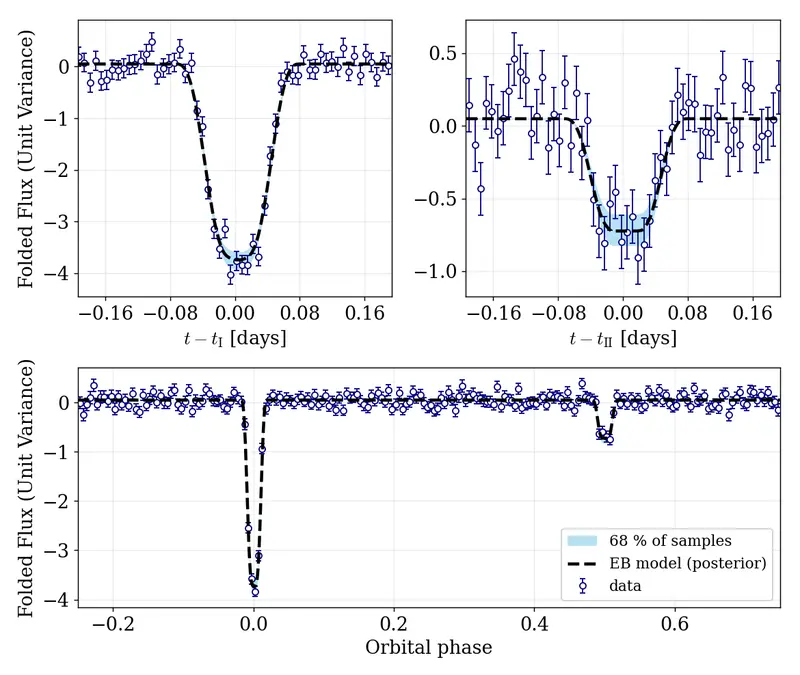 Folded Flux (Unit Variance)
0
−1
−2
−3
−4
−0.16 −0.08 0.00 0.08 0.16
t − tI [days]
0.5
0.0
−0.5
−1.0
−0.16 −0.08 0.00 0.08 0.16
t − tII [days]
Folded Flux (Unit Variance)
0
−1
−2
−3
−4
68 % of samples
EB model (posterior)
data
−0.2 0.0 0.2 0.4 0.6
Orbital phase